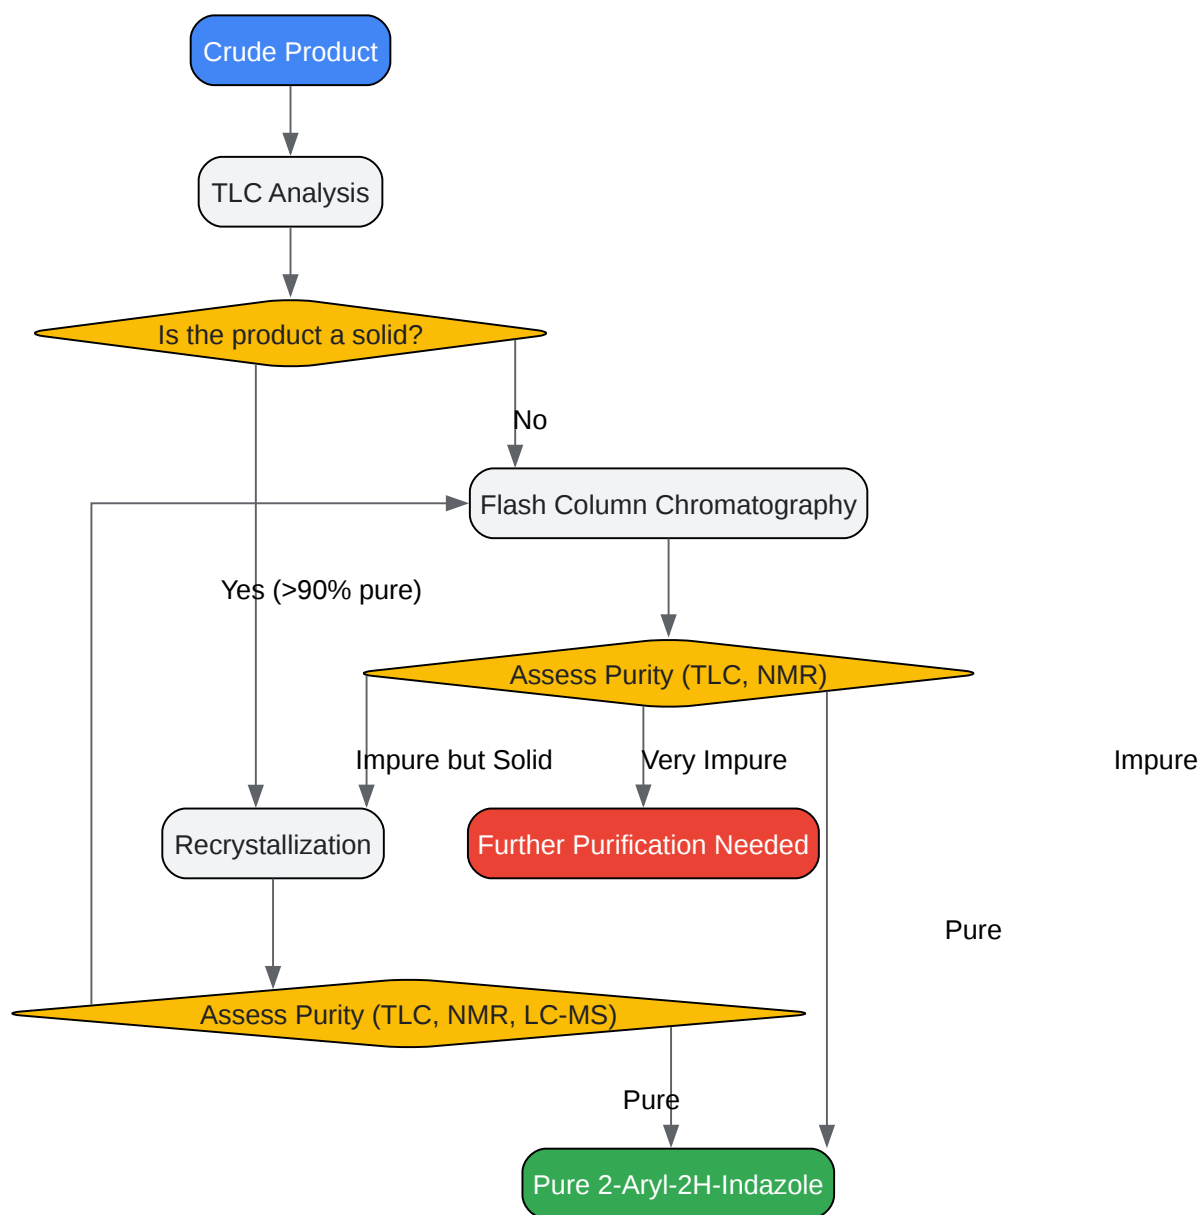 Crude Product
TLC Analysis
Is the product a solid?
No
Flash Column Chromatography
Yes (>90% pure)
Assess Purity (TLC, NMR)
Impure but Solid
Very Impure
Impure
Recrystallization
Further Purification Needed
Pure
Assess Purity (TLC, NMR, LC-MS)
Pure
Pure 2-Aryl-2H-Indazole